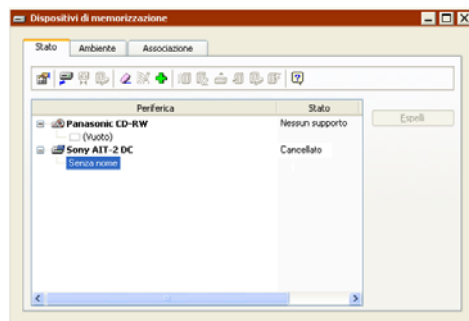 Dispositivi di memorizzazione
Stato Ambiente Associazione
Periferica Stato
Panasonic CD-RW Nessun supporto
(Vuoto)
Sony AIT-2 DC Cancellato
Senza nome
Espelli